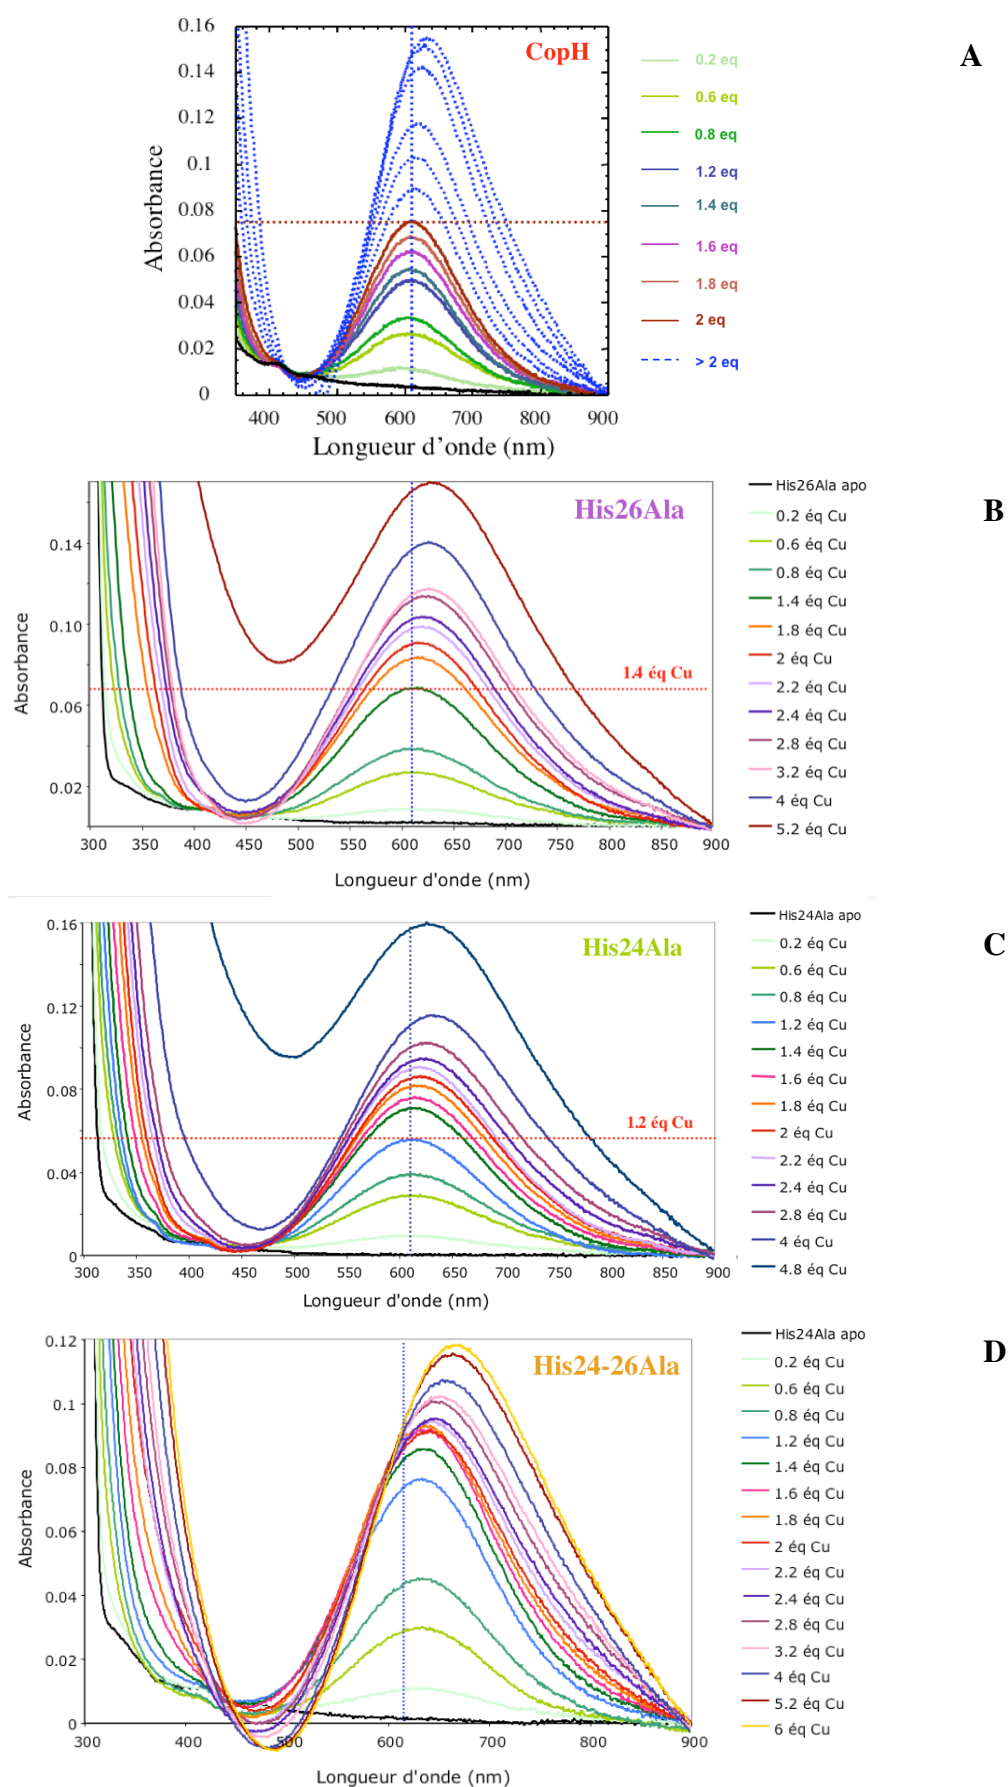 A
CopH
0.16
0.14
0.12
0.1
0.08
0.06
0.04
0.02
0
Absorbance
400 500 600 700 800 900
Longueur d'onde (nm)
0.2 eq
0.6 eq
0.8 eq
1.2 eq
1.4 eq
1.6 eq
1.8 eq
2 eq
> 2 eq
B
His26Ala
0.14
0.10
0.06
0.02
Absorbance
1.4 éq Cu
300 350 400 450 500 550 600 650 700 750 800 850 900
Longueur d'onde (nm)
His26Ala apo
0.2 éq Cu
0.6 éq Cu
0.8 éq Cu
1.4 éq Cu
1.8 éq Cu
2 éq Cu
2.2 éq Cu
2.4 éq Cu
2.8 éq Cu
3.2 éq Cu
4 éq Cu
5.2 éq Cu
C
His24Ala
0.16
0.12
0.08
0.04
0
Absorbance
1.2 éq Cu
300 350 400 450 500 550 600 650 700 750 800 850 900
Longueur d'onde (nm)
His24Ala apo
0.2 éq Cu
0.6 éq Cu
0.8 éq Cu
1.2 éq Cu
1.4 éq Cu
1.6 éq Cu
1.8 éq Cu
2 éq Cu
2.2 éq Cu
2.4 éq Cu
2.8 éq Cu
4 éq Cu
4.8 éq Cu
D
His24-26Ala
0.12
0.1
0.08
0.06
0.04
0.02
0
Absorbance
300 400 500 600 700 800 900
Longueur d'onde (nm)
His24Ala apo
0.2 éq Cu
0.6 éq Cu
0.8 éq Cu
1.2 éq Cu
1.4 éq Cu
1.6 éq Cu
1.8 éq Cu
2 éq Cu
2.2 éq Cu
2.4 éq Cu
2.8 éq Cu
3.2 éq Cu
4 éq Cu
5.2 éq Cu
6 éq Cu